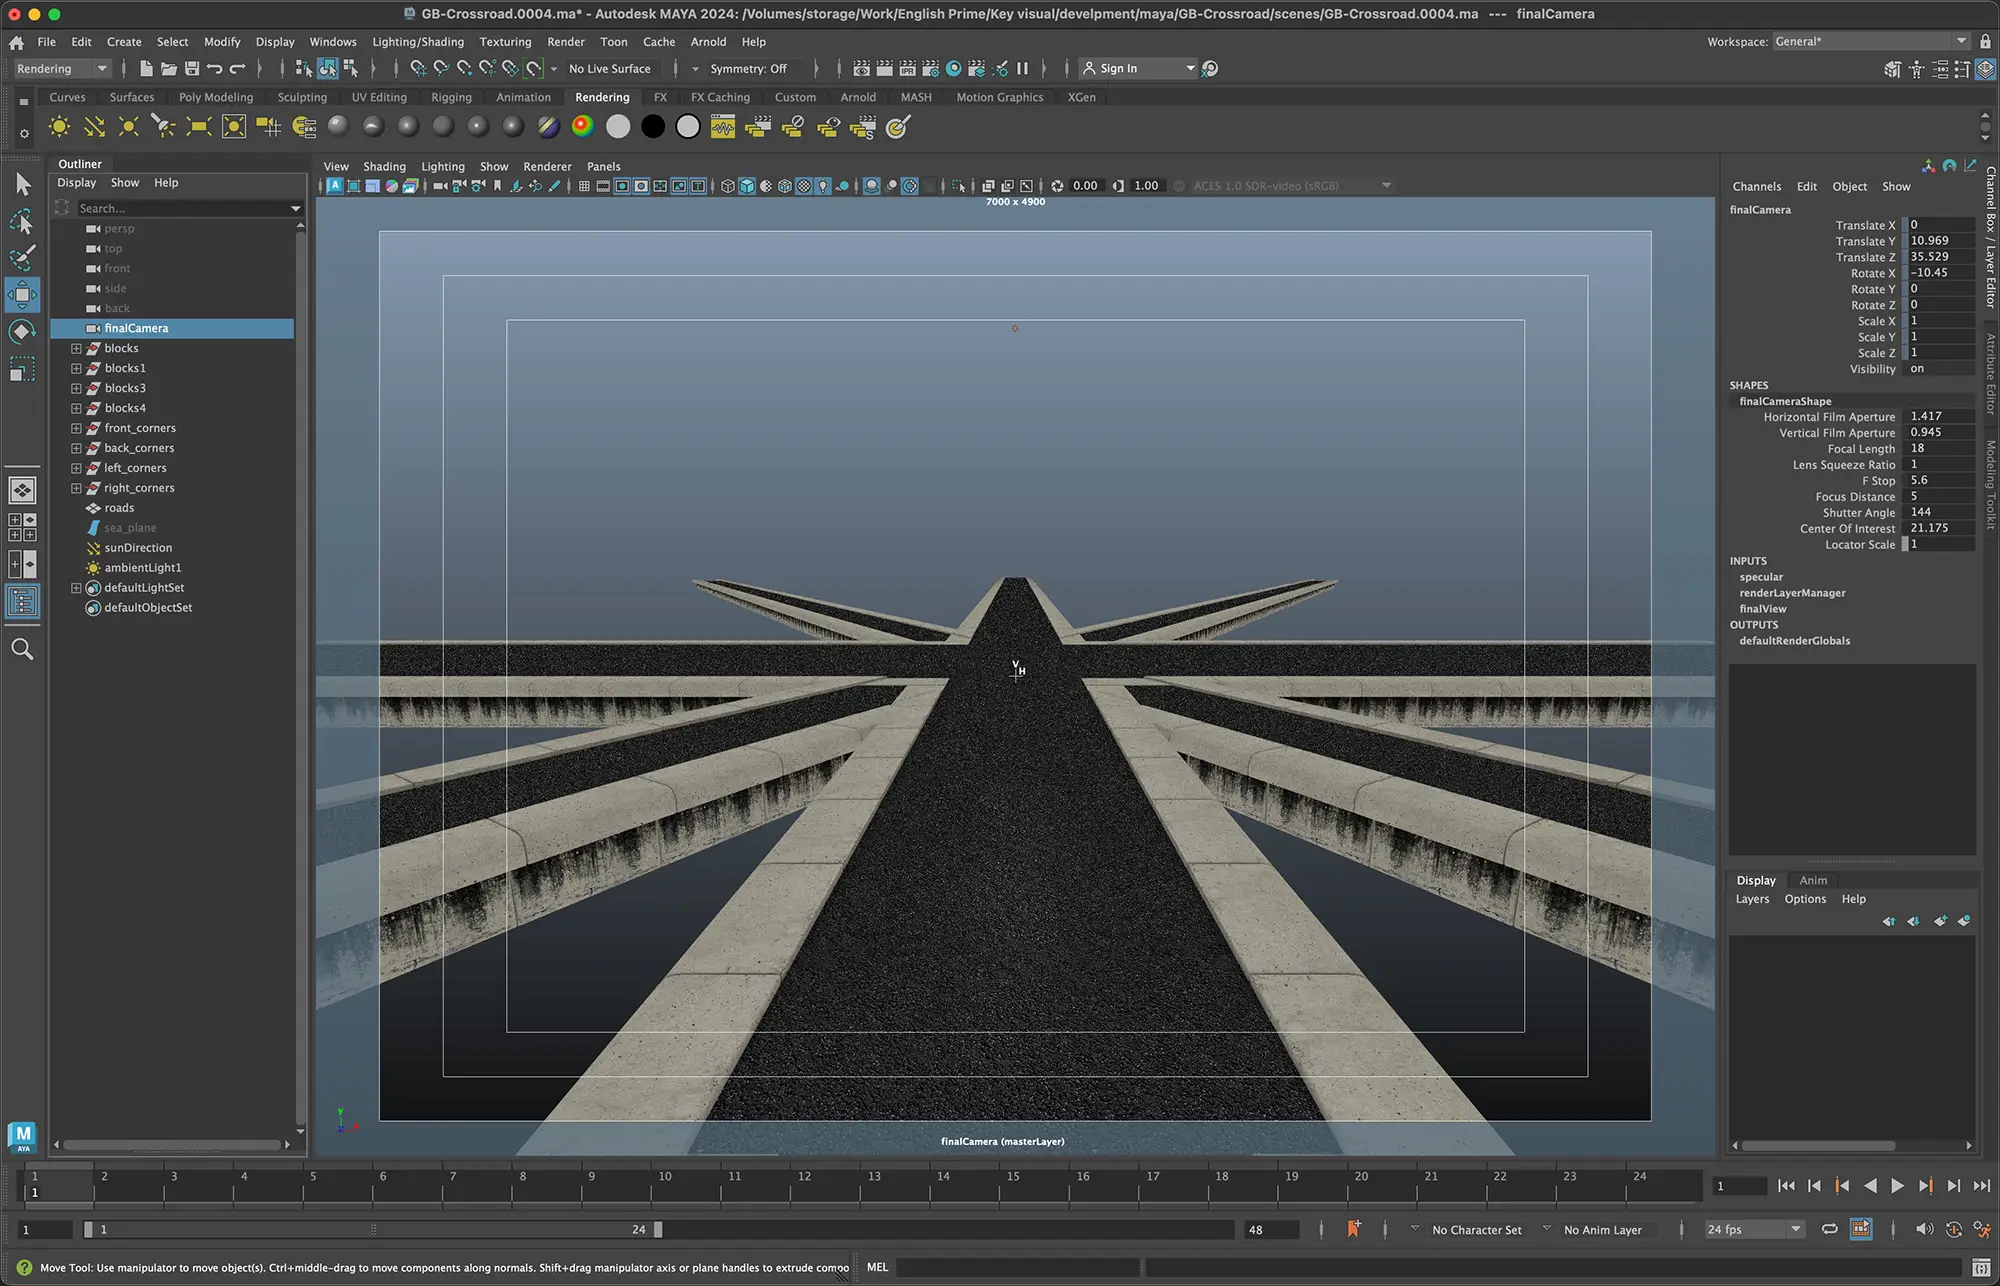 GB-Crossroad.0004.ma* - Autodesk MAYA 2024: /Volumes/storage/Work/English Prime/Key visual/develpment/maya/GB-Crossroad/scenes/GB-Crossroad.0004.ma --- finalCamera
File Edit Create Select Modify Display Windows Lighting/Shading Texturing Render Toon Cache Arnold Help
Workspace: General*
Rendering No Live Surface Symmetry: Off IPR Sign In
Curves Surfaces Poly Modeling Sculpting UV Editing Rigging Animation Rendering FX FX Caching Custom Arnold MASH Motion Graphics XGen
Outliner
Display Show Help
Search...
persp
top
front
side
back
finalCamera
blocks
blocks1
blocks3
blocks4
front_corners
back_corners
left_corners
right_corners
roads
sea_plane
sunDirection
ambientLight1
defaultLightSet
defaultObjectSet
M
AYA
View Shading Lighting Show Renderer Panels
0.00 1.00 ACES 1.0 SDR-video (sRGB)
7000 x 4900
V
H
y
finalCamera (masterLayer)
Channels Edit Object Show
finalCamera
Translate X 0
Translate Y 10.969
Translate Z 35.529
Rotate X -10.45
Rotate Y 0
Rotate Z 0
Scale X 1
Scale Y 1
Scale Z 1
Visibility on
SHAPES
finalCameraShape
Horizontal Film Aperture 1.417
Vertical Film Aperture 0.945
Focal Length 18
Lens Squeeze Ratio 1
F Stop 5.6
Focus Distance 5
Shutter Angle 144
Center Of Interest 21.175
Locator Scale 1
INPUTS
specular
renderLayerManager
finalView
OUTPUTS
defaultRenderGlobals
Channel Box / Layer Editor
Attribute Editor
Modeling Toolkit
Display Anim
Layers Options Help
1 2 3 4 5 6 7 8 9 10 11 12 13 14 15 16 17 18 19 20 21 22 23 24 1
1
1 1 24 48 No Character Set No Anim Layer 24 fps
Move Tool: Use manipulator to move object(s). Ctrl+middle-drag to move components along normals. Shift+drag manipulator axis or plane handles to extrude compo
MEL